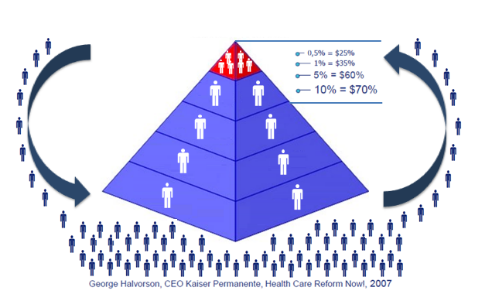 0,5% = $25%
1% = $35%
5% = $60%
10% = $70%
George Halvorson, CEO Kaiser Permanente, Health Care Reform Now!, 2007